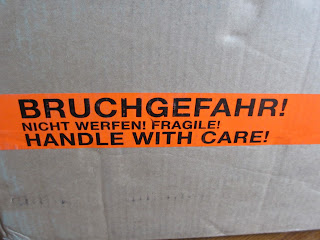 BRUCHGEFAHR!
NICHT WERFEN! FRAGILE!
HANDLE WITH CARE!